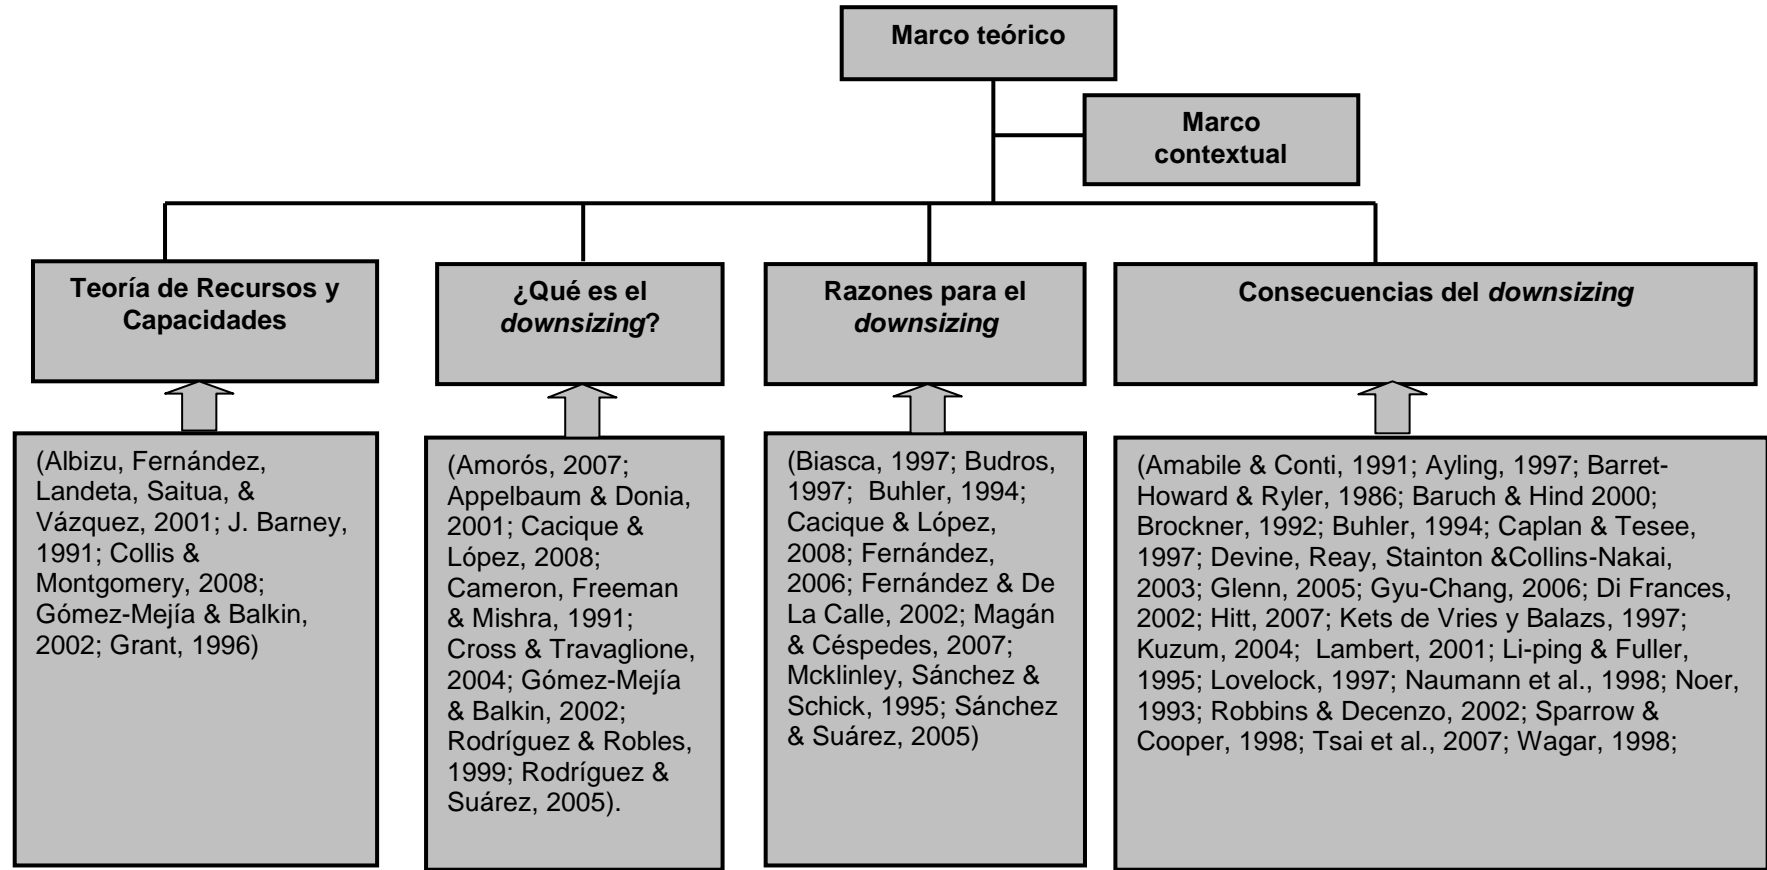 Marco teórico
Marco
contextual
Teoría de Recursos y
Capacidades
¿Qué es el
downsizing?
Razones para el
downsizing
Consecuencias del downsizing
(Albizu, Fernández,
Landeta, Saitua, &
Vázquez, 2001; J. Barney,
1991; Collis &
Montgomery, 2008;
Gómez-Mejía & Balkin,
2002; Grant, 1996)
(Amorós, 2007;
Appelbaum & Donia,
2001; Cacique &
López, 2008;
Cameron, Freeman
& Mishra, 1991;
Cross & Travaglione,
2004; Gómez-Mejía
& Balkin, 2002;
Rodríguez & Robles,
1999; Rodríguez &
Suárez, 2005).
(Biasca, 1997; Budros,
1997;  Buhler, 1994;
Cacique & López,
2008; Fernández,
2006; Fernández & De
La Calle, 2002; Magán
& Céspedes, 2007;
Mcklinley, Sánchez &
Schick, 1995; Sánchez
& Suárez, 2005)
(Amabile & Conti, 1991; Ayling, 1997; Barret-
Howard & Ryler, 1986; Baruch & Hind 2000;
Brockner, 1992; Buhler, 1994; Caplan & Tesee,
1997; Devine, Reay, Stainton &Collins-Nakai,
2003; Glenn, 2005; Gyu-Chang, 2006; Di Frances,
2002; Hitt, 2007; Kets de Vries y Balazs, 1997;
Kuzum, 2004;  Lambert, 2001; Li-ping & Fuller,
1995; Lovelock, 1997; Naumann et al., 1998; Noer,
1993; Robbins & Decenzo, 2002; Sparrow &
Cooper, 1998; Tsai et al., 2007; Wagar, 1998;